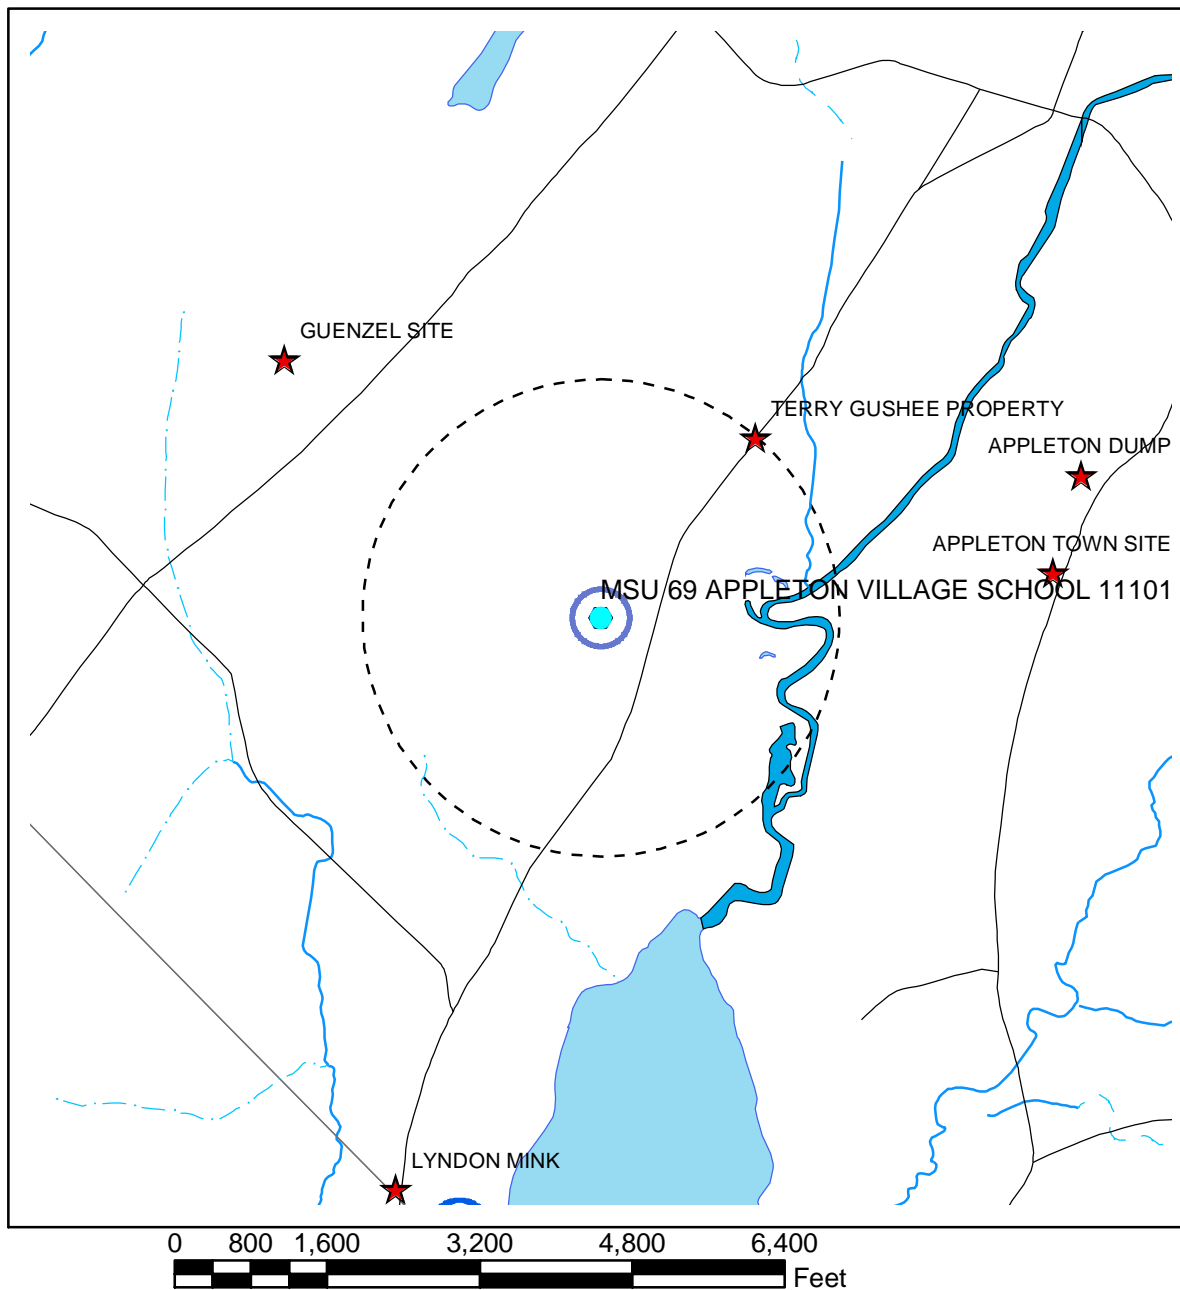 GUENZEL SITE
TERRY GUSHEE PROPERTY
APPLETON DUMP
APPLETON TOWN SITE
MSU 69 APPLETON VILLAGE SCHOOL 11101
LYNDON MINK
0 800 1,600 3,200 4,800 6,400
Feet